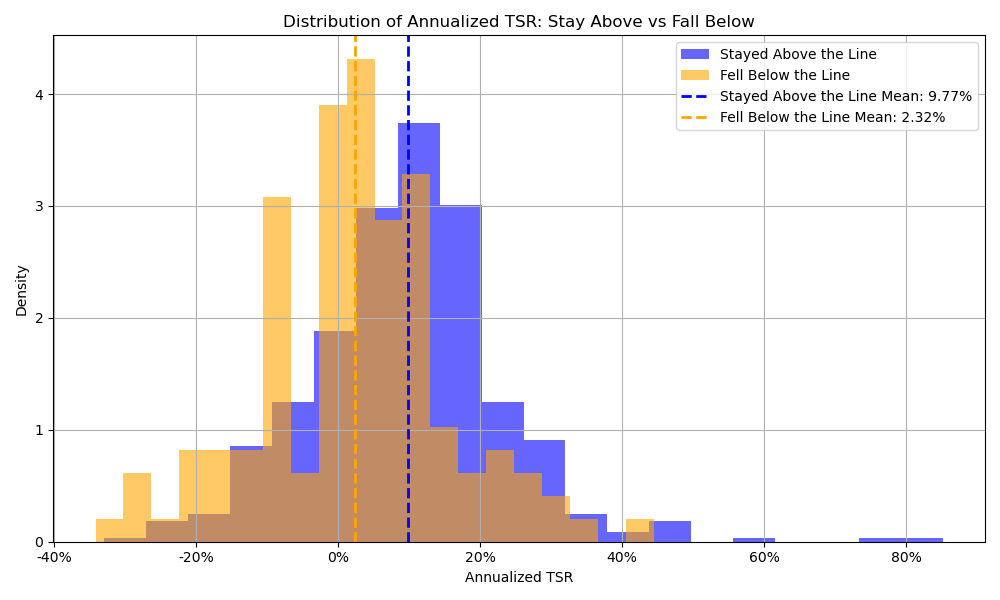 Distribution of Annualized TSR: Stay Above vs Fall Below
Stayed Above the Line
Fell Below the Line
Stayed Above the Line Mean: 9.77%
Fell Below the Line Mean: 2.32%
Density
4
3
2
1
0
-40%
-20%
0%
20%
40%
60%
80%
Annualized TSR